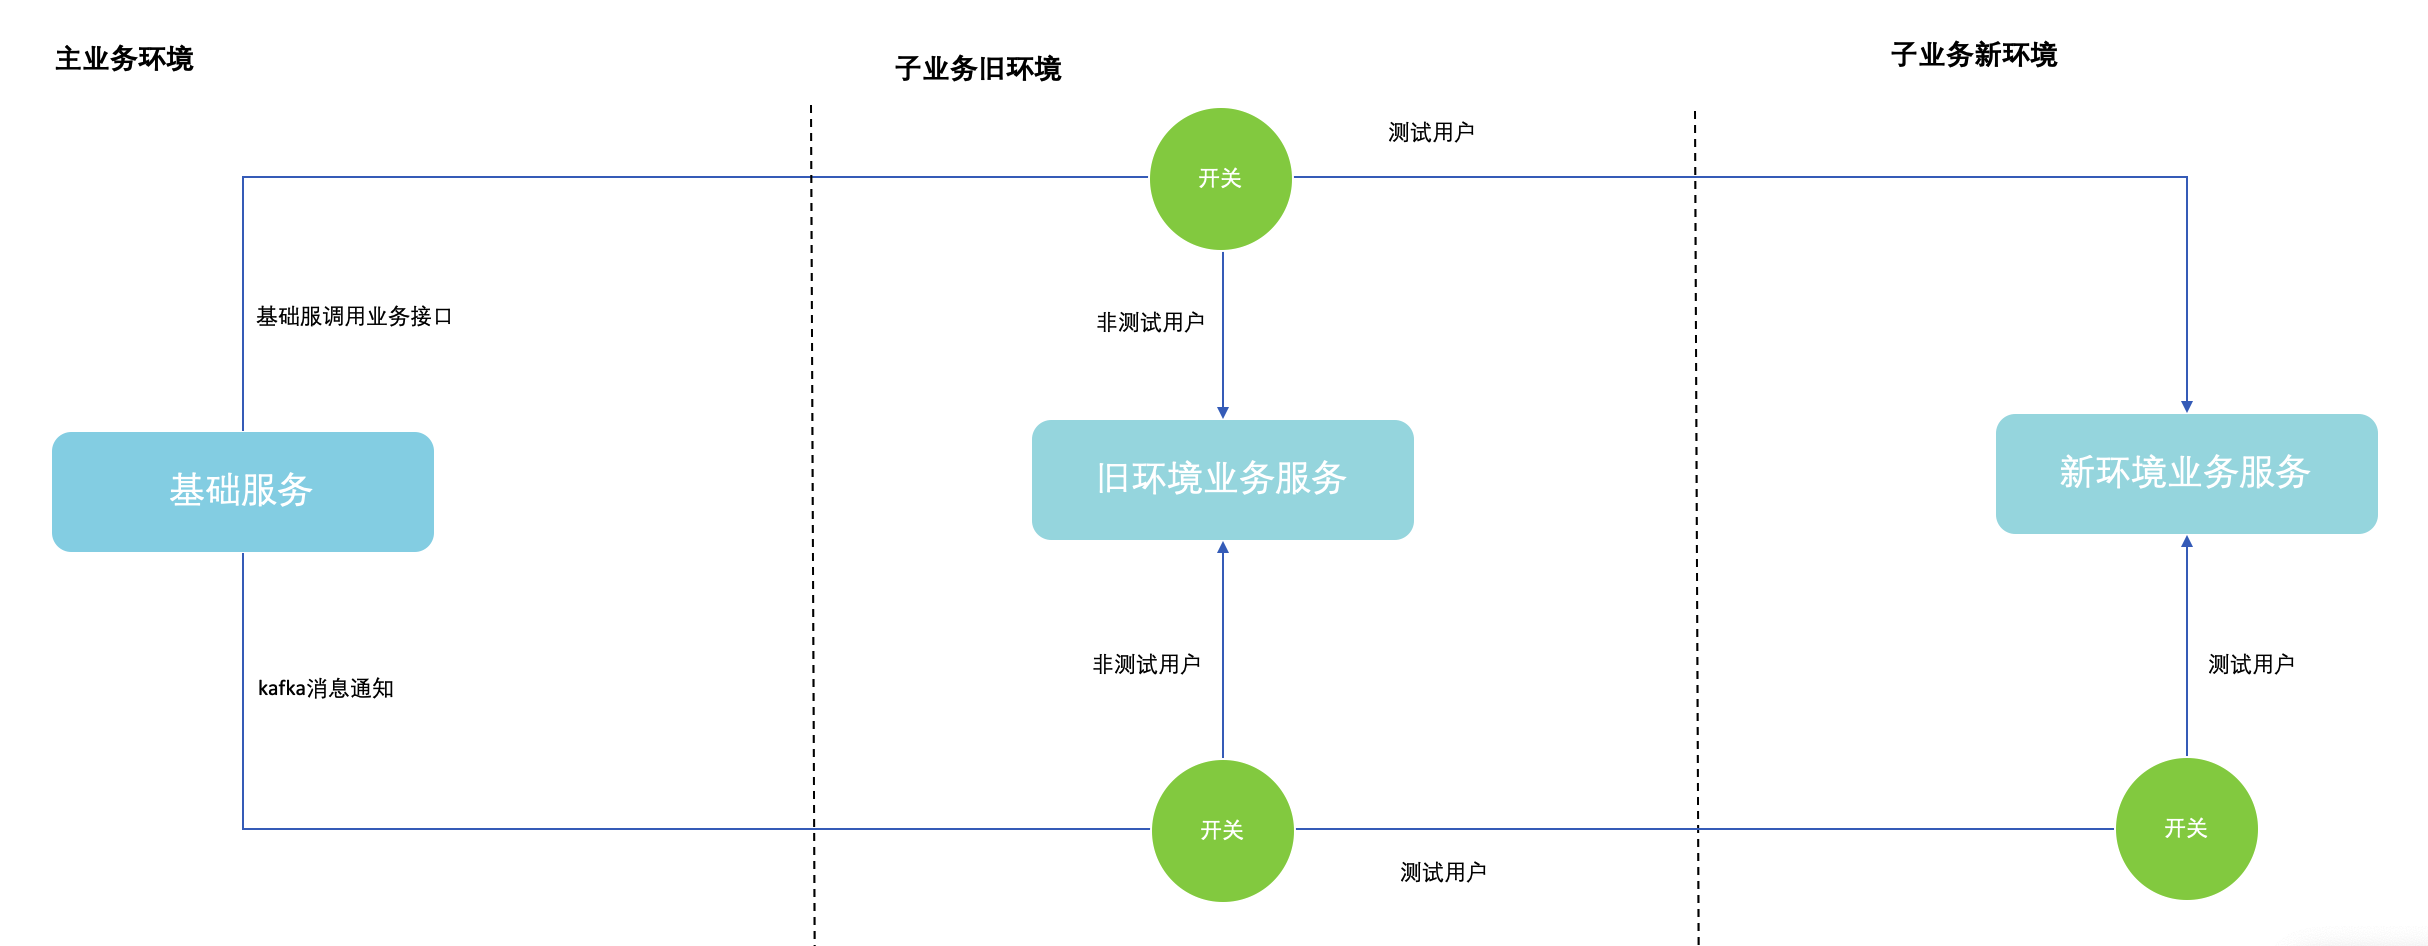 主业务环境
子业务旧环境
子业务新环境
测试用户
开关
基础服调用业务接口
非测试用户
基础服务
旧环境业务服务
新环境业务服务
kafka消息通知
非测试用户
测试用户
开关
开关
测试用户